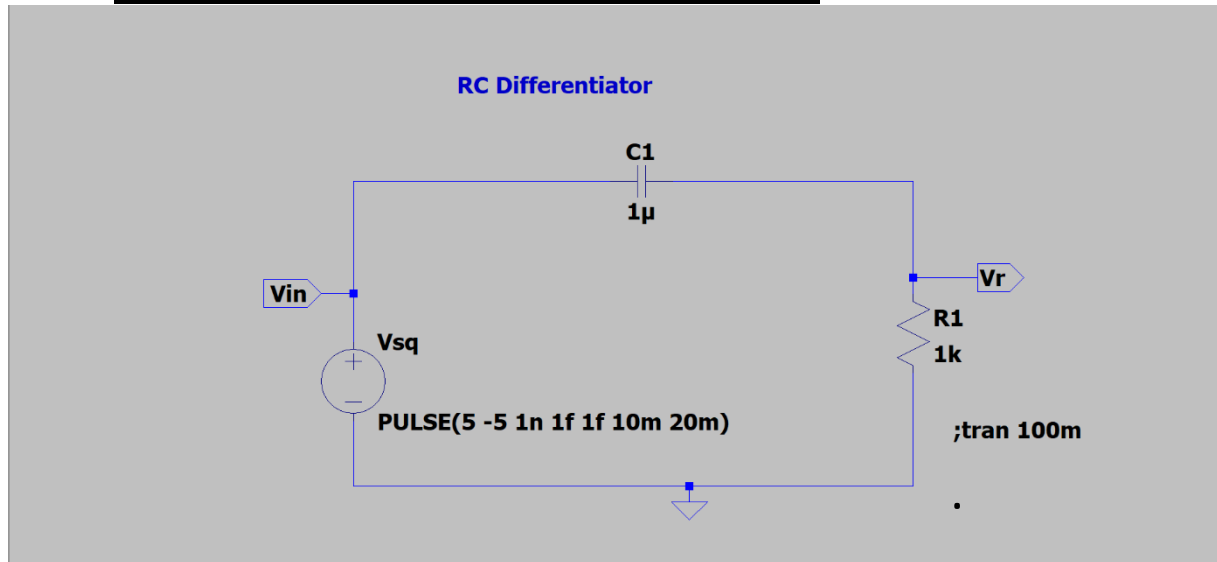 RC Differentiator
C1
1µ
Vin
Vr
R1
1k
Vsq
PULSE(5 -5 1n 1f 1f 10m 20m)
;tran 100m
.